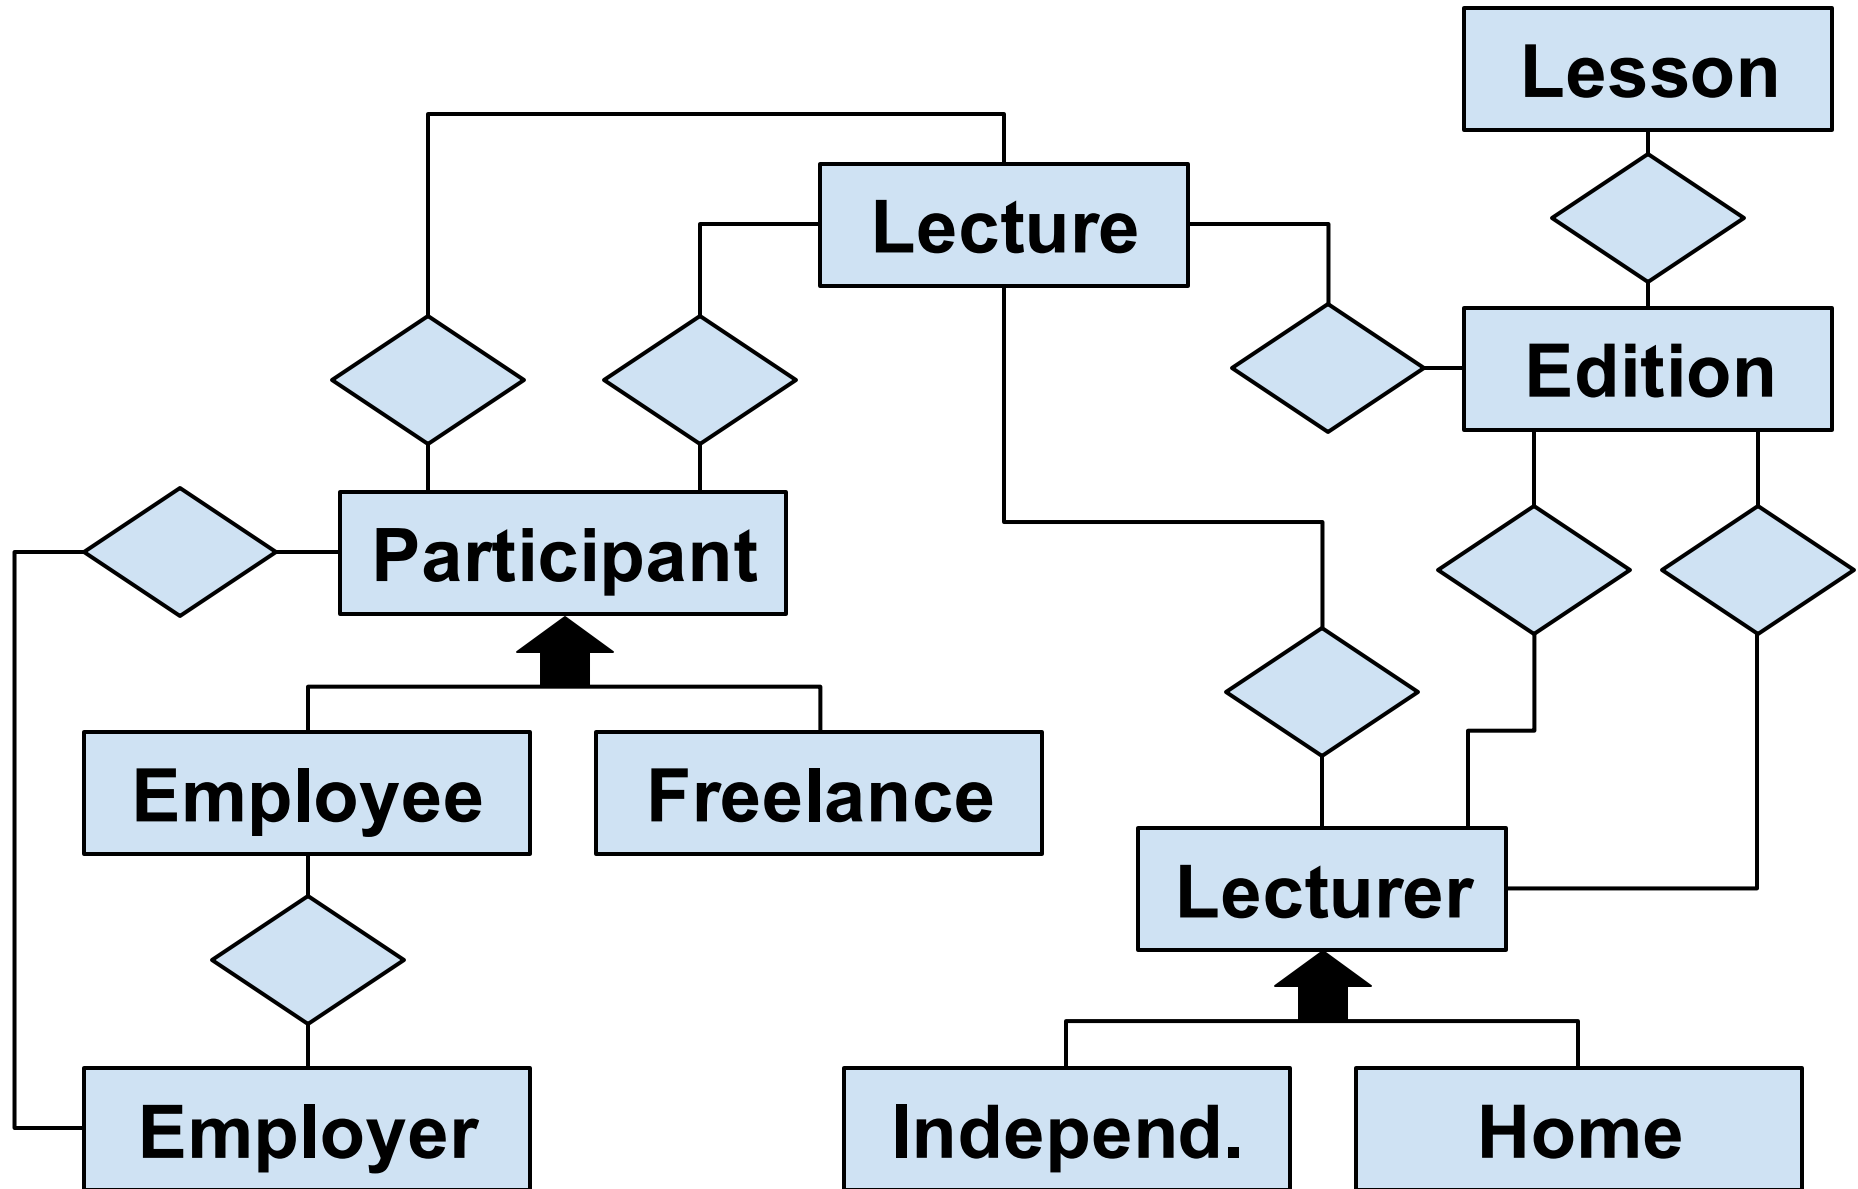 Lesson
Lecture
Edition
Participant
Employee
Freelance
Lecturer
Employer
Independ.
Home